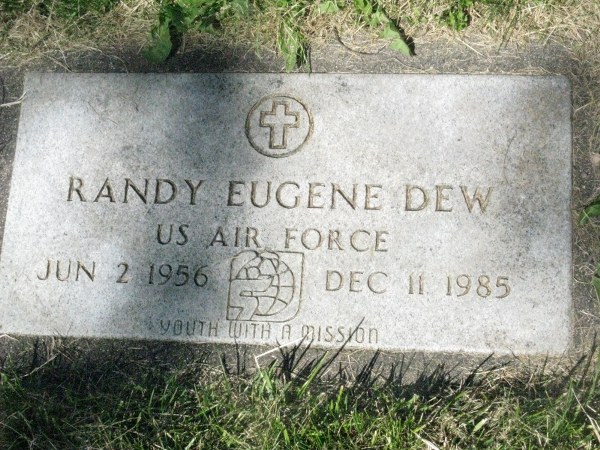 RANDY EUGENE DEW
US AIR FORCE
JUN 2 1956 DEC 11 1985
YOUTH WITH A MISSION